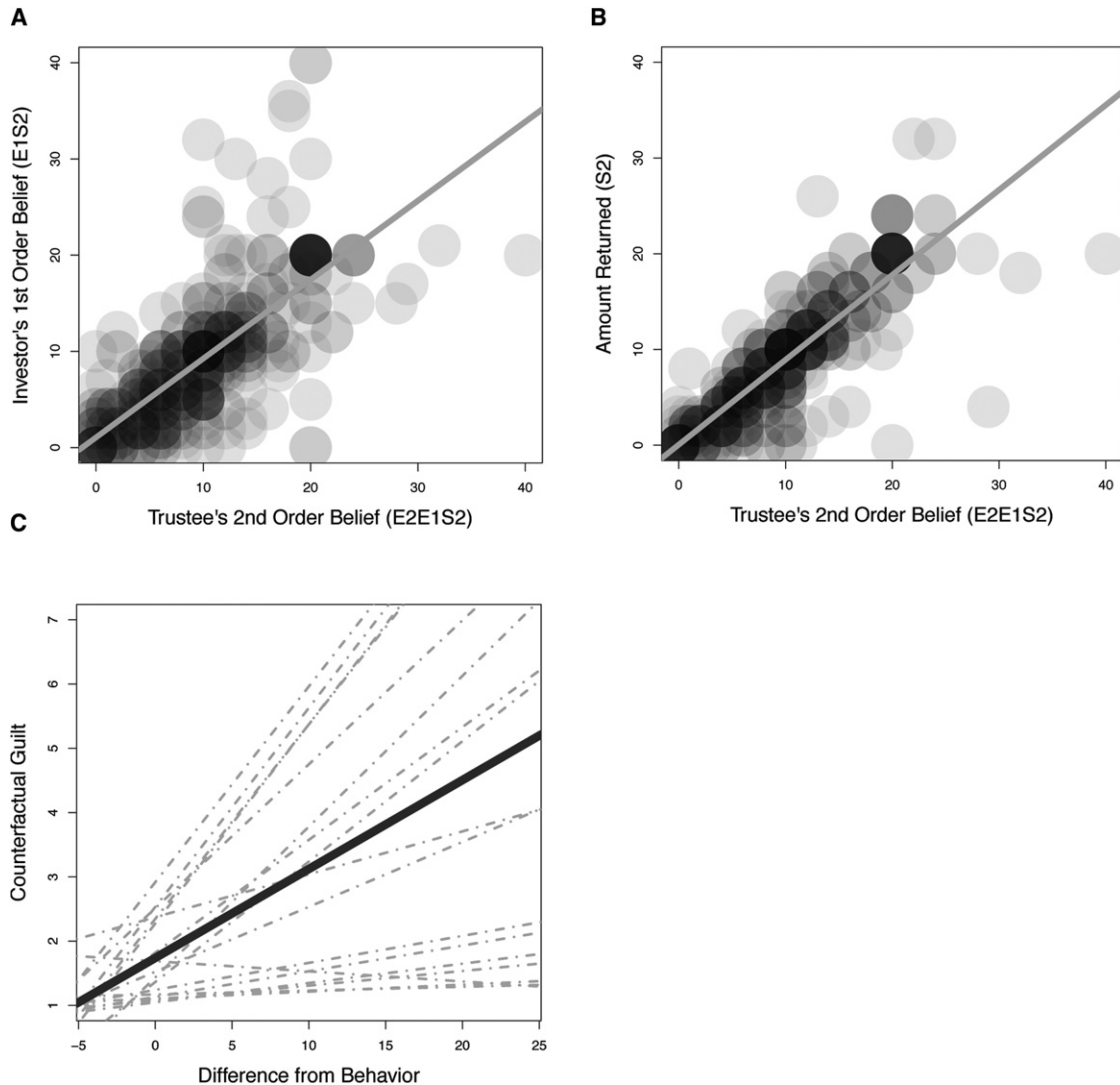 A
Investor's 1st Order Belief (E1S2)
40
30
20
10
0
0 10 20 30 40
Trustee's 2nd Order Belief (E2E1S2)
B
Amount Returned (S2)
40
30
20
10
0
0 10 20 30 40
Trustee's 2nd Order Belief (E2E1S2)
C
Counterfactual Guilt
7
6
5
4
3
2
1
−5 0 5 10 15 20 25
Difference from Behavior